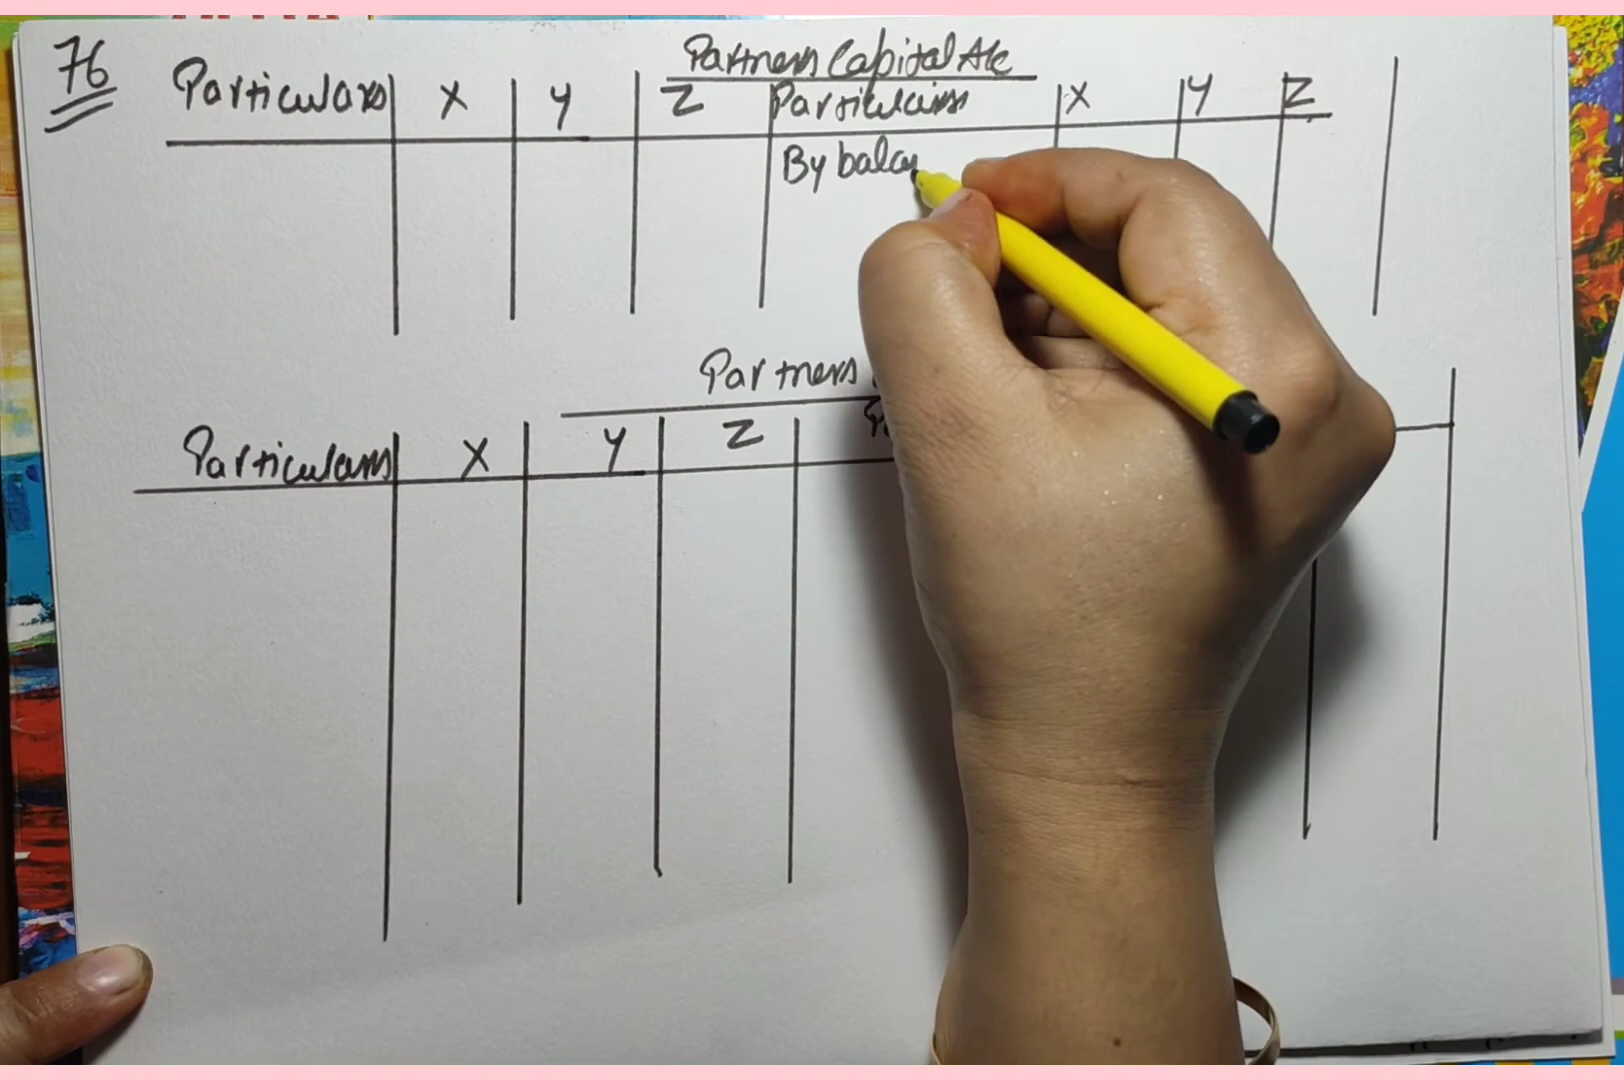 76
Partners Capital A/c
Particulars X Y Z Particulars X Y Z
By balan
Partners
Particulars X Y Z